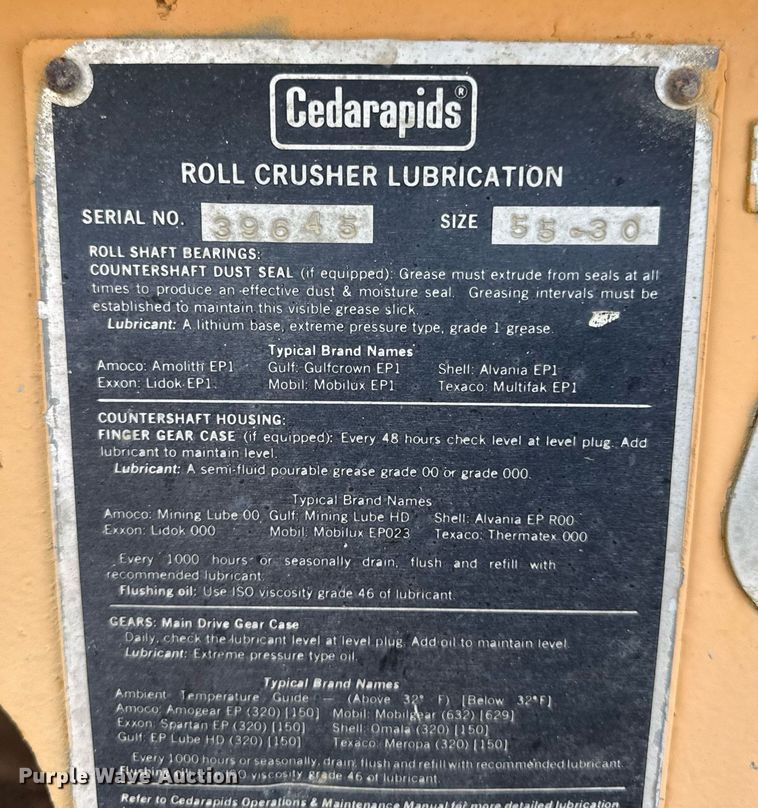 Cedarapids®
ROLL CRUSHER LUBRICATION
SERIAL NO. 39645 SIZE 55-30
ROLL SHAFT BEARINGS:
COUNTERSHAFT DUST SEAL (if equipped): Grease must extrude from seals at all
times to produce an effective dust & moisture seal. Greasing intervals must be
established to maintain this visible grease slick.
Lubricant: A lithium base, extreme pressure type, grade 1 grease.
Typical Brand Names
Amoco: Amolith EP1 Gulf: Gulfcrown EP1 Shell: Alvania EP1
Exxon: Lidok EP1. Mobil: Mobilux EP1 Texaco: Multifak EP1
COUNTERSHAFT HOUSING:
FINGER GEAR CASE (if equipped): Every 48 hours check level at level plug. Add
lubricant to maintain level.
Lubricant: A semi-fluid pourable grease grade 00 or grade 000.
Typical Brand Names
Amoco: Mining Lube 00 Gulf: Mining Lube HD Shell: Alvania EP R00
Exxon: Lidok 000 Mobil: Mobilux EP023 Texaco: Thermatex 000
Every 1000 hours or seasonally drain, flush and refill with
recommended lubricant.
Flushing oil: Use ISO viscosity grade 46 of lubricant.
GEARS: Main Drive Gear Case
Daily, check the lubricant level at level plug. Add oil to maintain level.
Lubricant: Extreme pressure type oil.
Typical Brand Names
Ambient Temperature Guide — (Above 32° F) [Below 32°F]
Amoco: Amogear EP (320) [150] Mobil: Mobilgear (632) [629]
Exxon: Spartan EP (320) [150] Shell: Omala (320) [150]
Gulf: EP Lube HD (320) [150] Texaco: Meropa (320) [150]
Every 1000 hours or seasonally, drain, flush and refill with recommended lubricant.
viscosity grade 46 of lubricant.
Purple Wave Auction
Refer to Cedarapids Operations & Maintenance Manual for more detailed lubrication